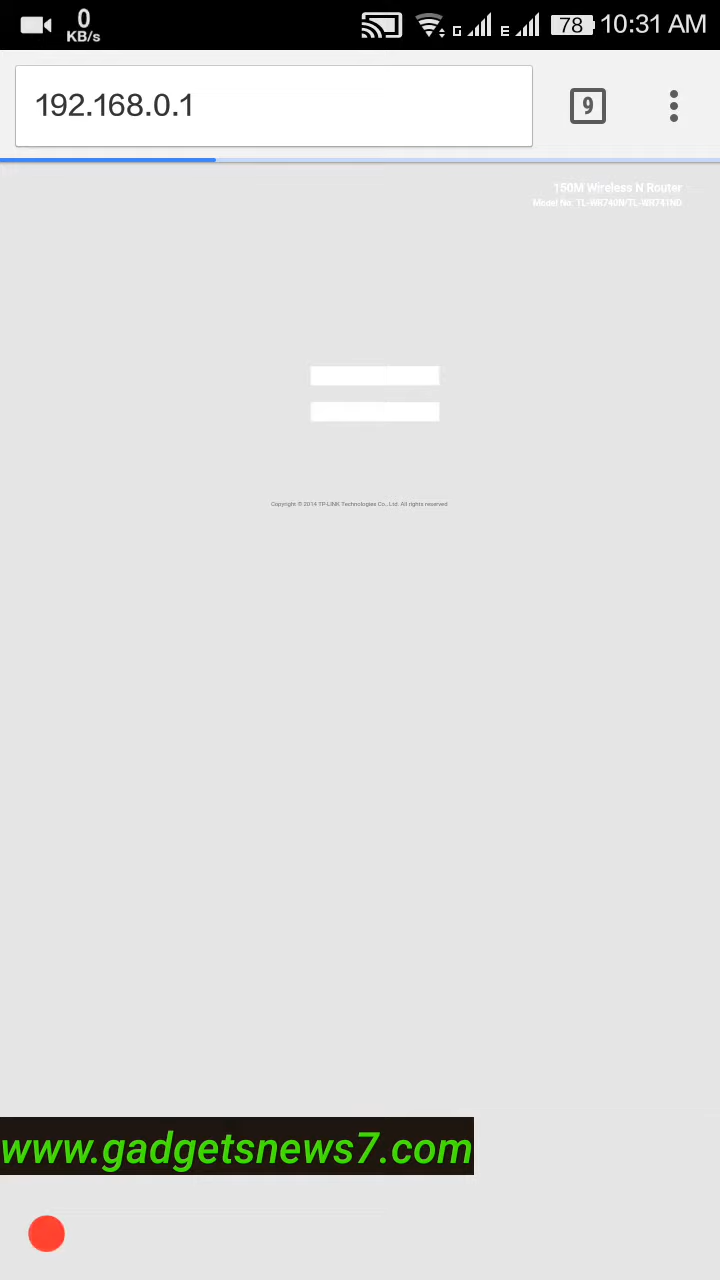 0
KB/s
G
E
78
10:31 AM
192.168.0.1
9
150M Wireless N Router
Model No. TL-WR740N/TL-WR741ND
Copyright © 2014 TP-LINK Technologies Co., Ltd. All rights reserved
www.gadgetsnews7.com